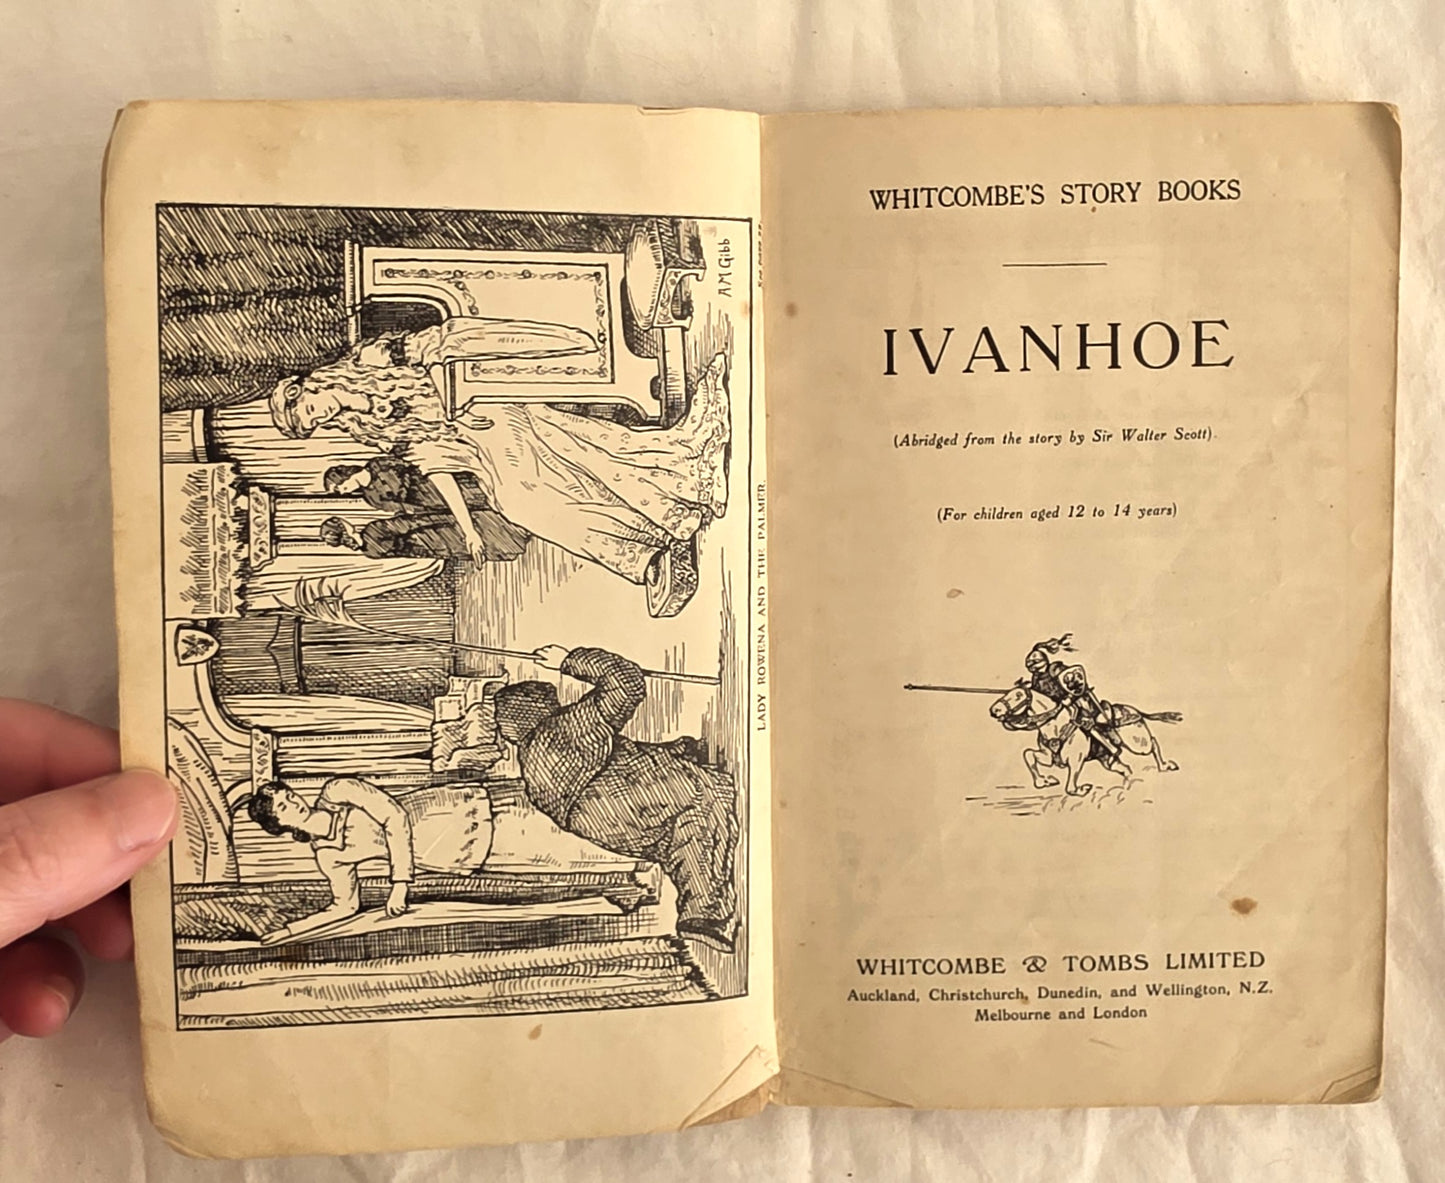 A M Gibb
LADY ROWENA AND THE PALMER.
WHITCOMBE'S STORY BOOKS
IVANHOE
(Abridged from the story by Sir Walter Scott).
(For children aged 12 to 14 years)
WHITCOMBE & TOMBS LIMITED
Auckland, Christchurch, Dunedin, and Wellington, N.Z.
Melbourne and London